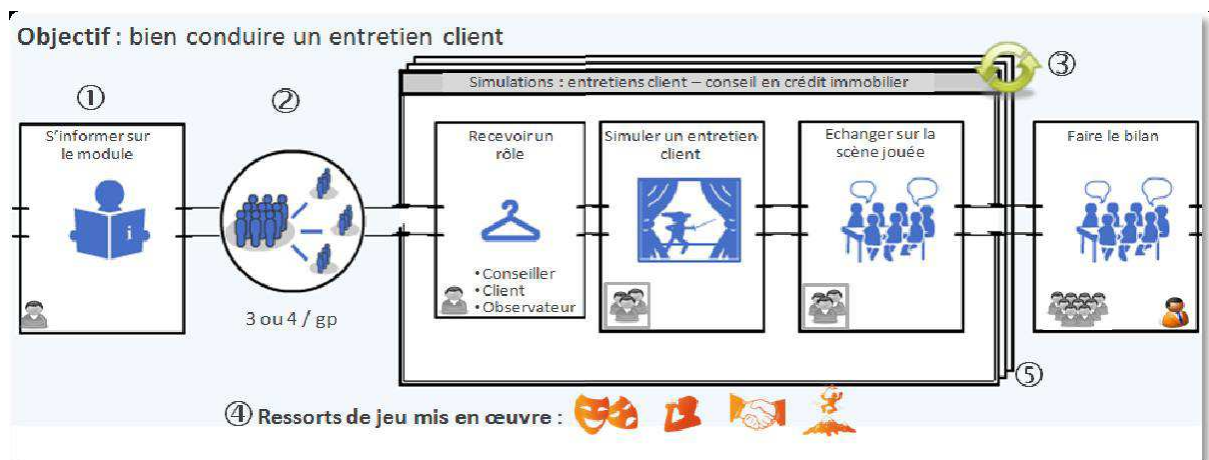 Objectif : bien conduire un entretien client
①
②
③
Simulations : entretiens client – conseil en crédit immobilier
S'informer sur
le module
i
3 ou 4 / gp
Recevoir un
rôle
• Conseiller
• Client
• Observateur
Simuler un entretien
client
Echanger sur la
scène jouée
Faire le bilan
⑤
④ Ressorts de jeu mis en œuvre :